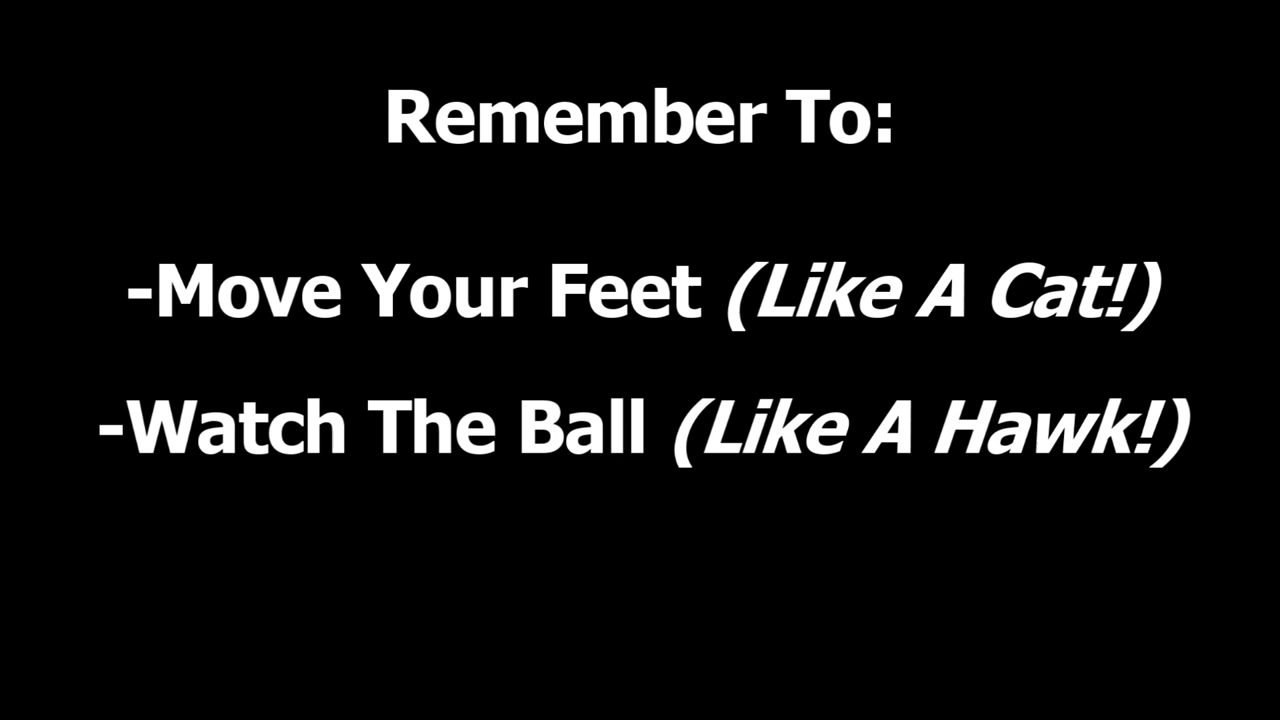 Remember To:
-Move Your Feet (Like A Cat!)
-Watch The Ball (Like A Hawk!)